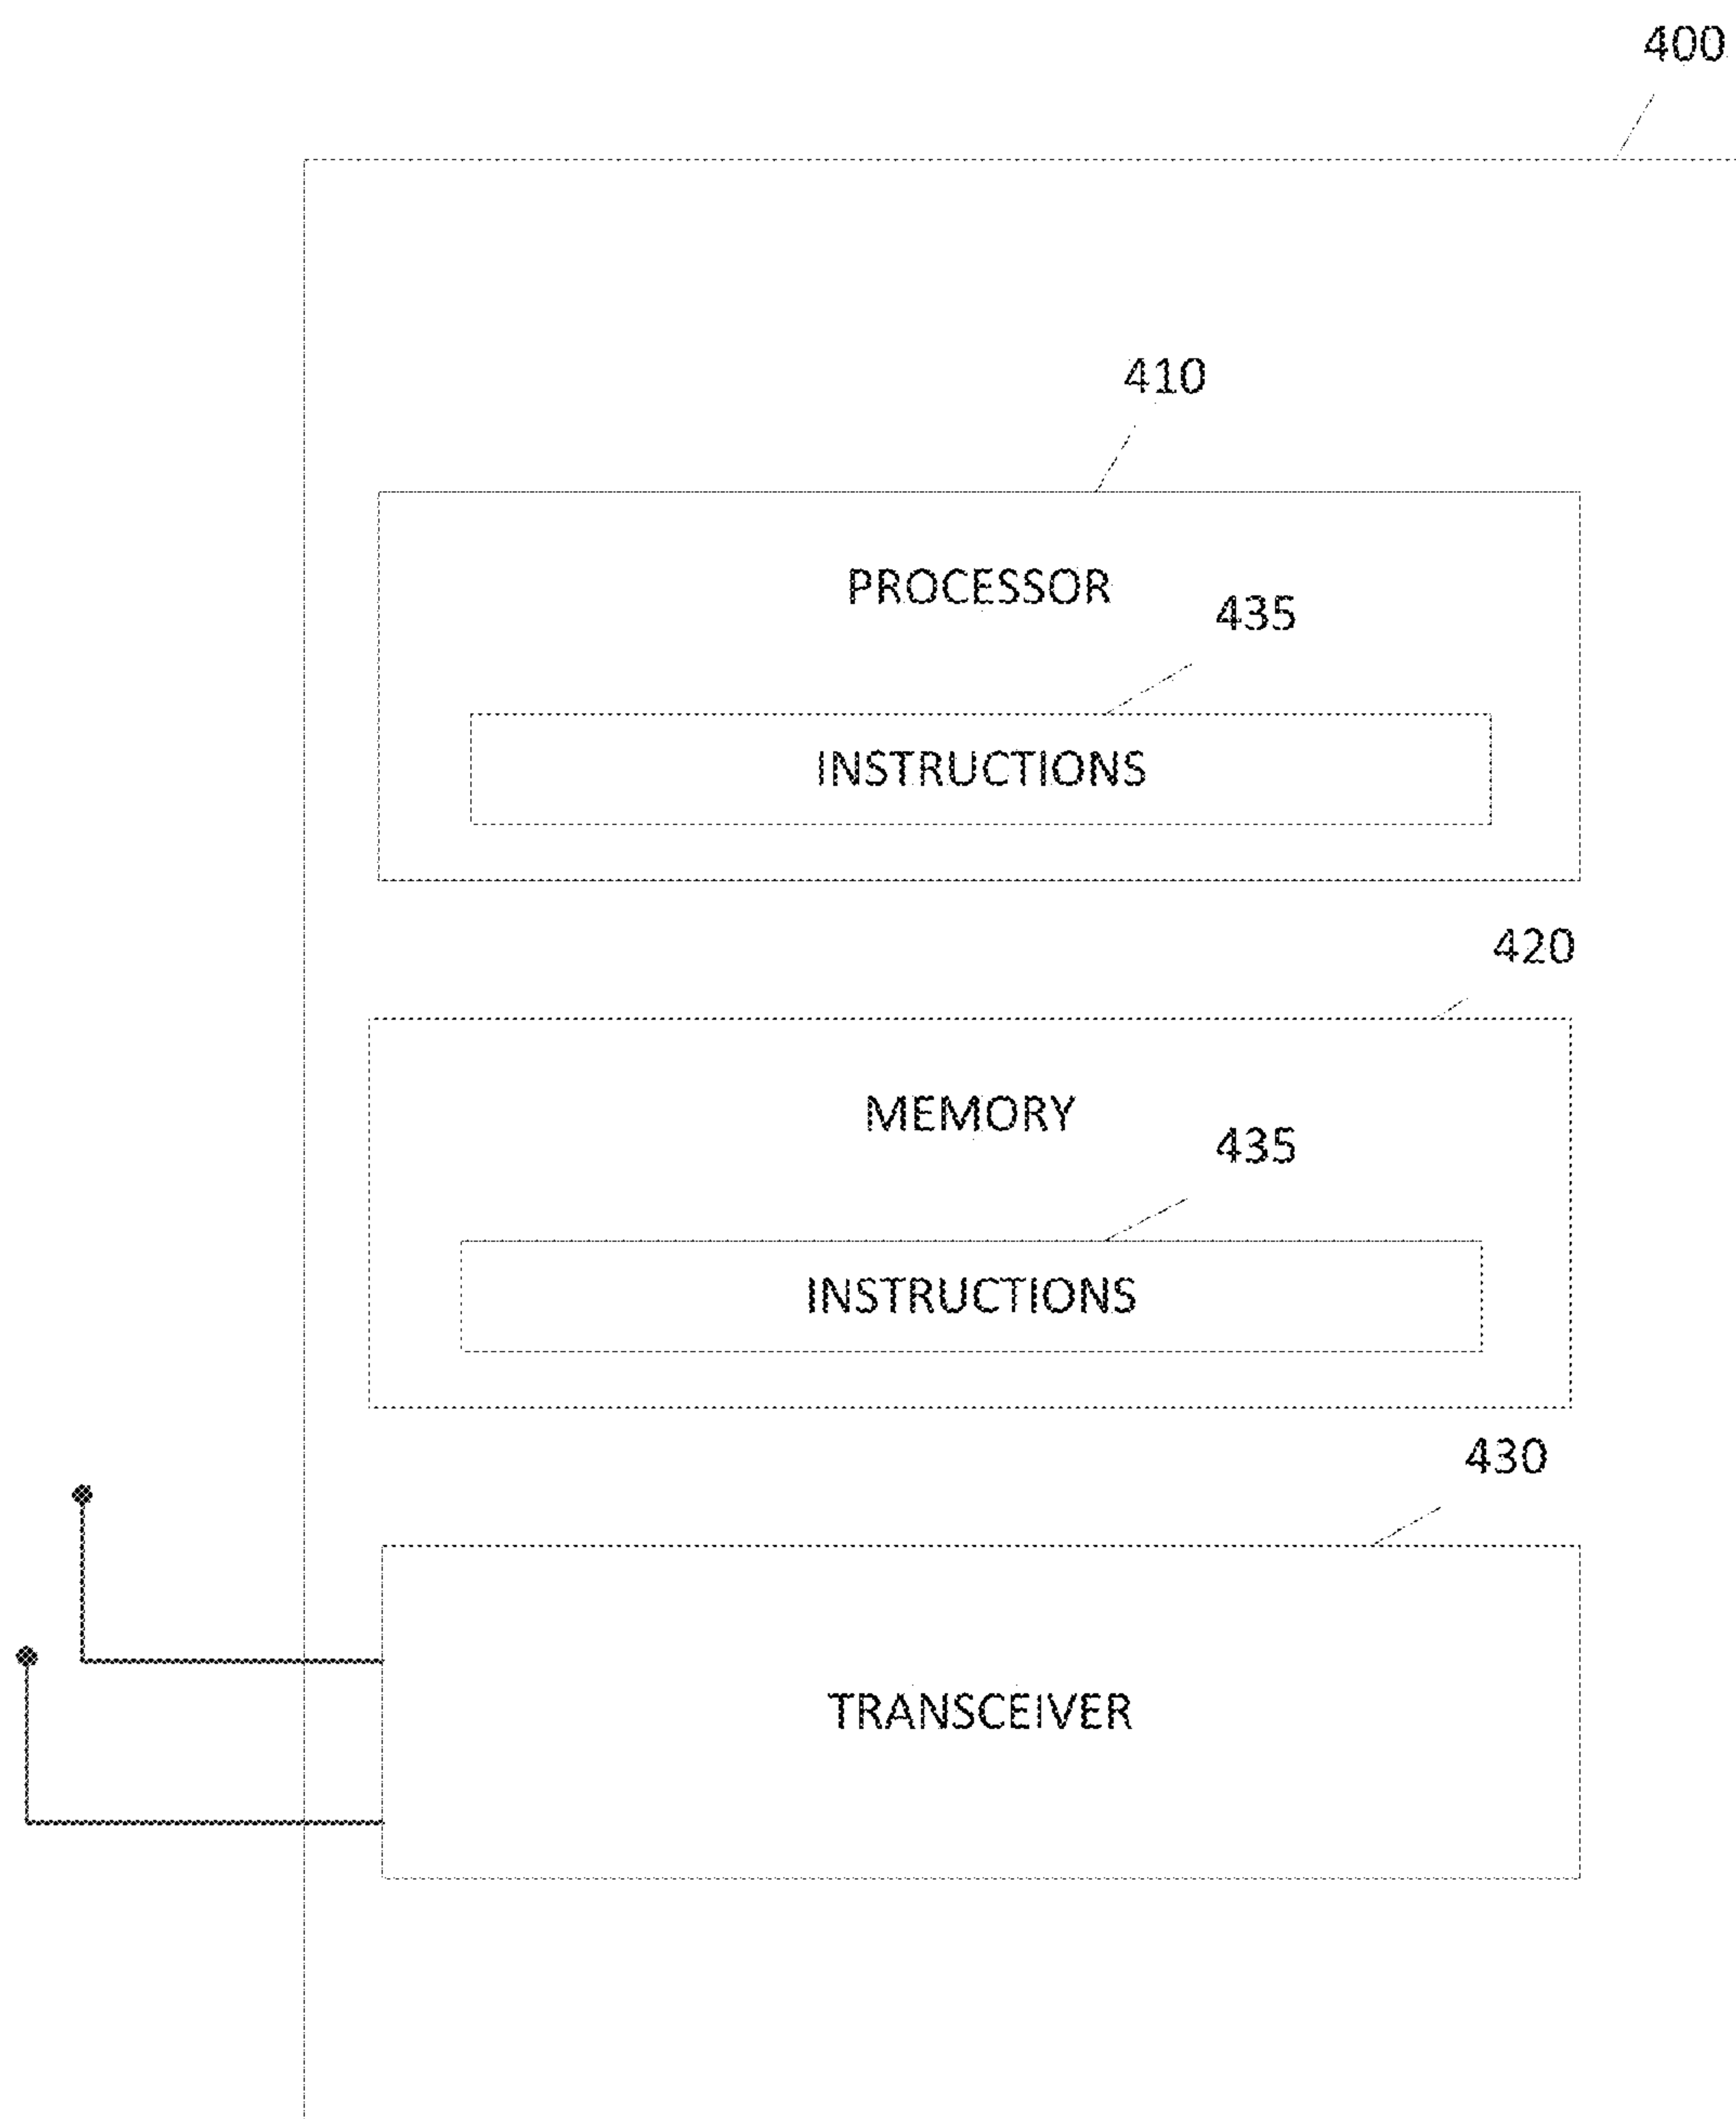 400
410
PROCESSOR
435
INSTRUCTIONS
420
MEMORY
435
INSTRUCTIONS
430
TRANSCEIVER